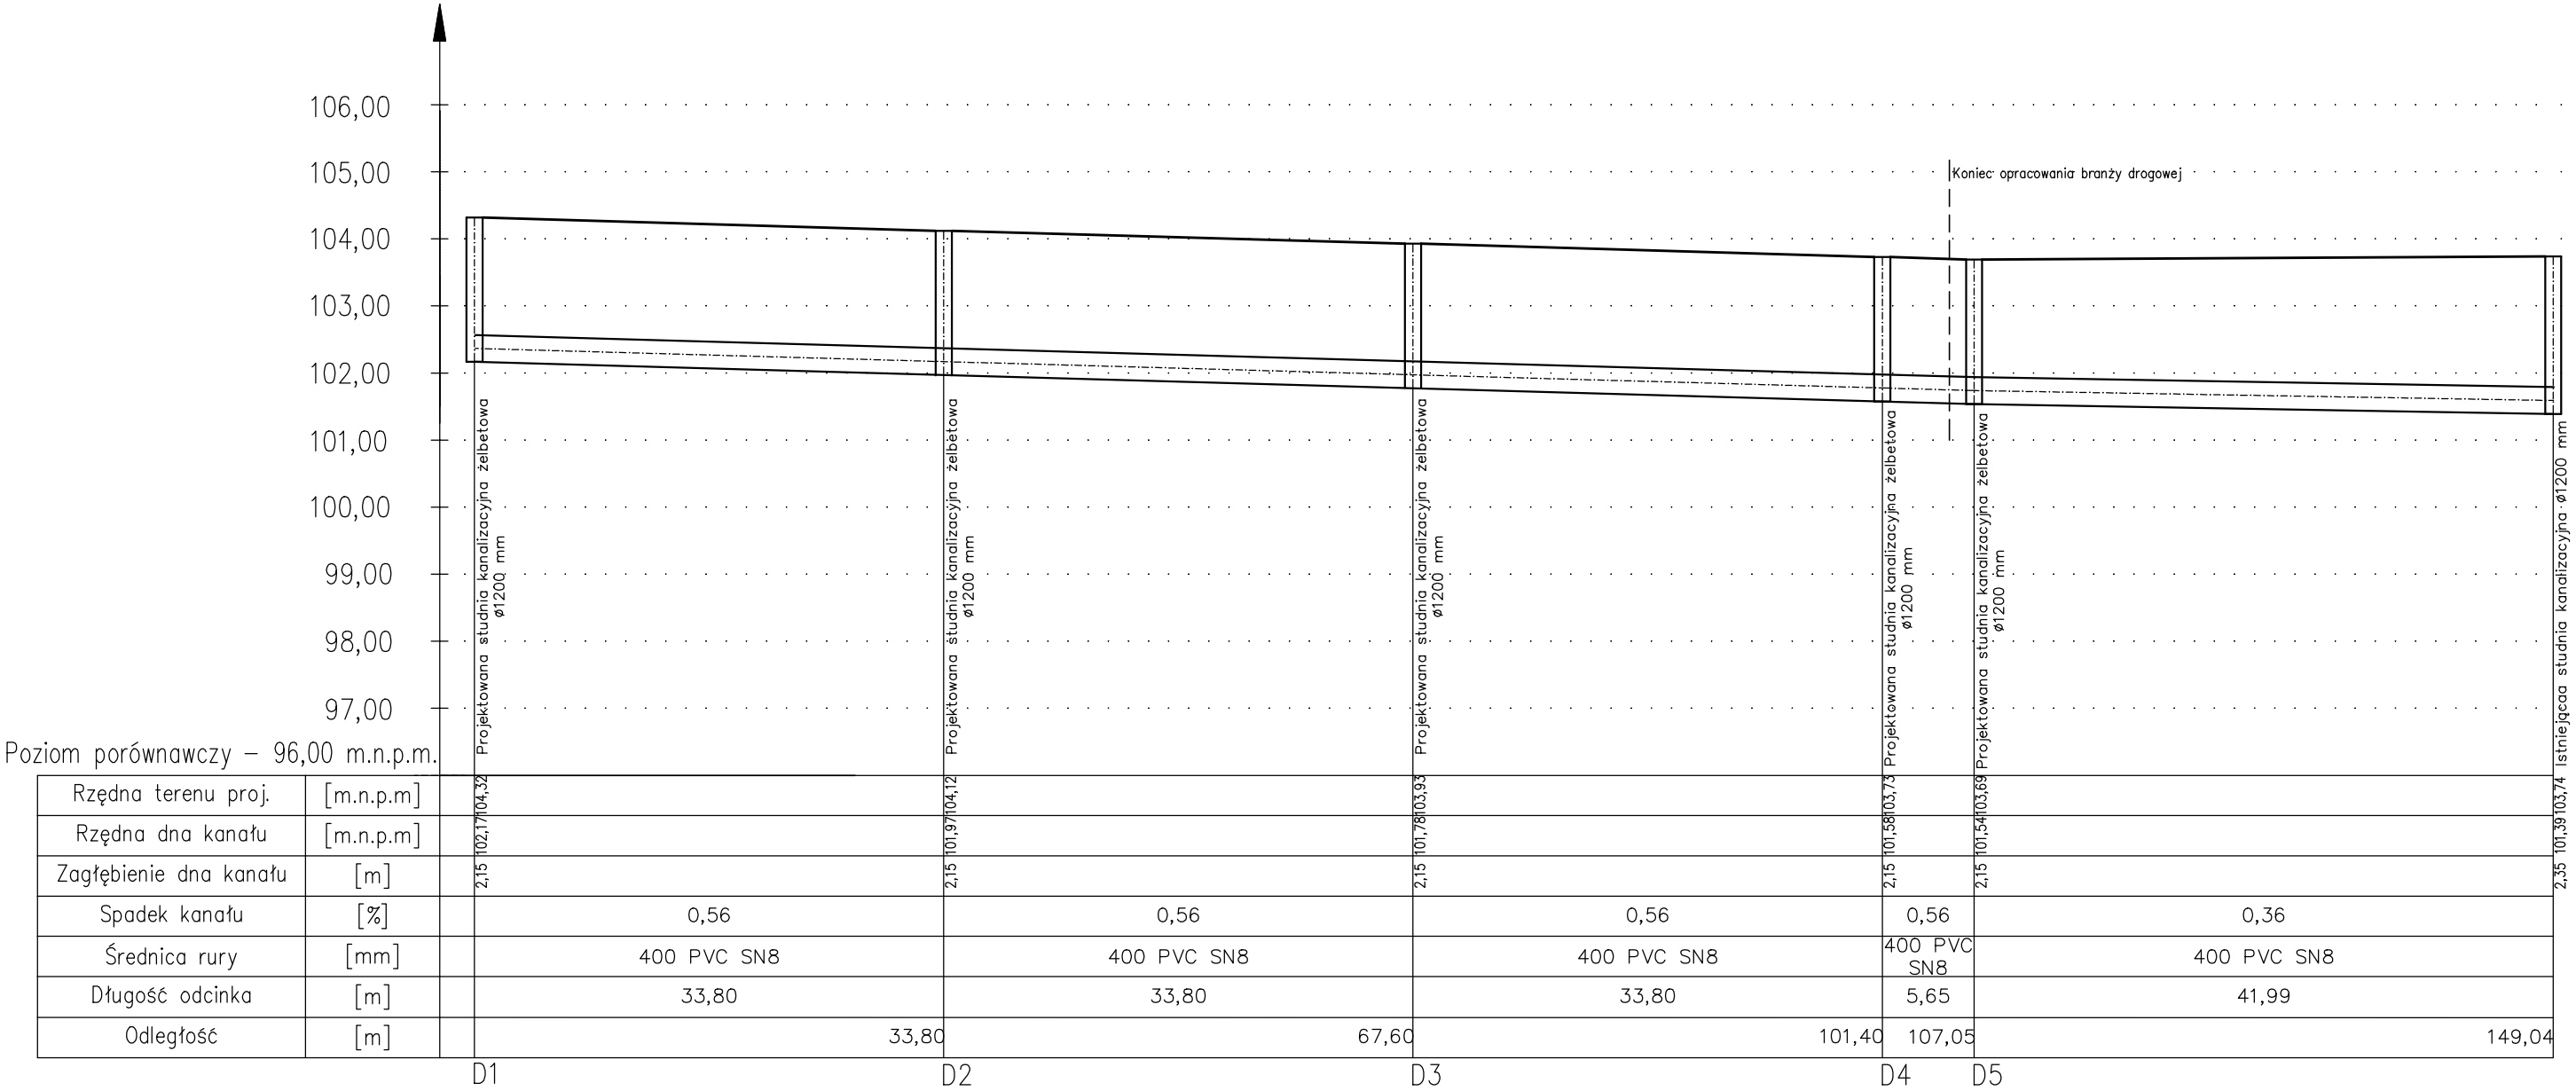 106,00
105,00
Koniec opracowania branży drogowej
104,00
103,00
102,00
101,00
100,00
99,00
98,00
97,00
Poziom porównawczy – 96,00 m.n.p.m.
Projektowana studnia kanalizacyjna żelbetowa
ø1200 mm
Projektowana studnia kanalizacyjna żelbetowa
ø1200 mm
Projektowana studnia kanalizacyjna żelbetowa
ø1200 mm
Projektowana studnia kanalizacyjna żelbetowa
ø1200 mm
Projektowana studnia kanalizacyjna żelbetowa
ø1200 mm
Istniejącaa studnia kanalizacyjna ø1200 mm
Rzędna terenu proj. [m.n.p.m] 104,32 104,12 103,93 103,73 103,69 103,74
Rzędna dna kanału [m.n.p.m] 102,17 101,97 101,78 101,58 101,54 101,39
Zagłębienie dna kanału [m] 2,15 2,15 2,15 2,15 2,15 2,35
Spadek kanału [%] 0,56 0,56 0,56 0,56 0,36
Średnica rury [mm] 400 PVC SN8 400 PVC SN8 400 PVC SN8 400 PVC SN8 400 PVC SN8
Długość odcinka [m] 33,80 33,80 33,80 5,65 41,99
Odległość [m] 33,80 67,60 101,40 107,05 149,04
D1 D2 D3 D4 D5